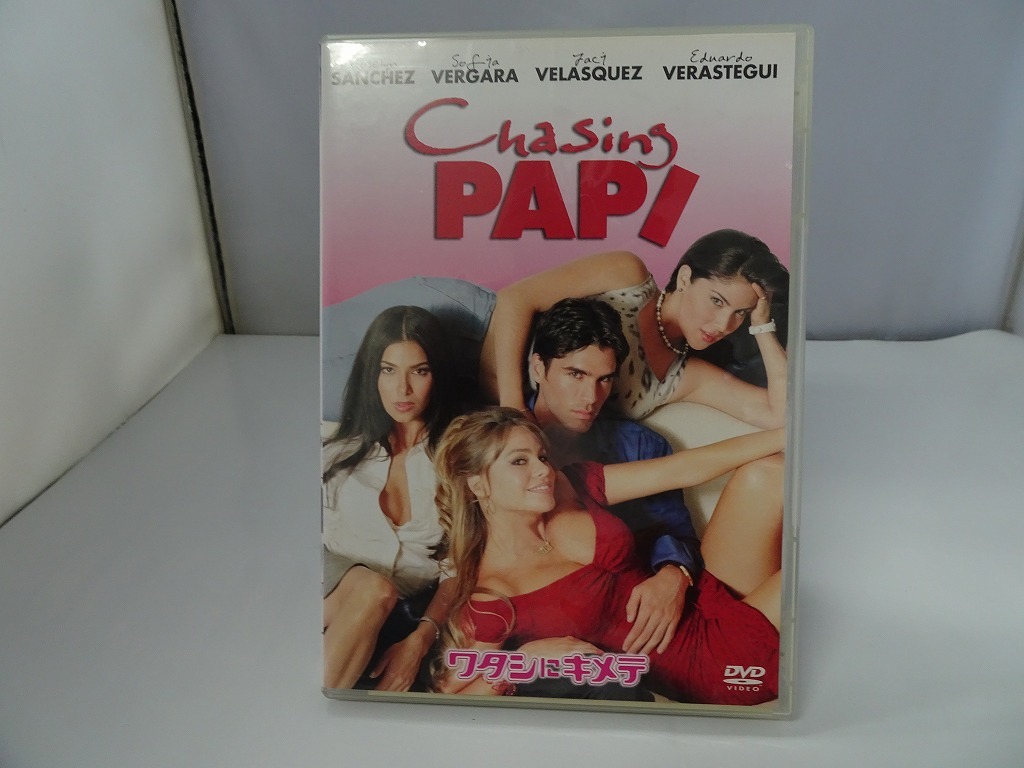 Sofia Jaci Eduardo
SANCHEZ VERGARA VELASQUEZ VERASTEGUI
Chasing
PAPI
ワタシにキメテ
DVD
VIDEO